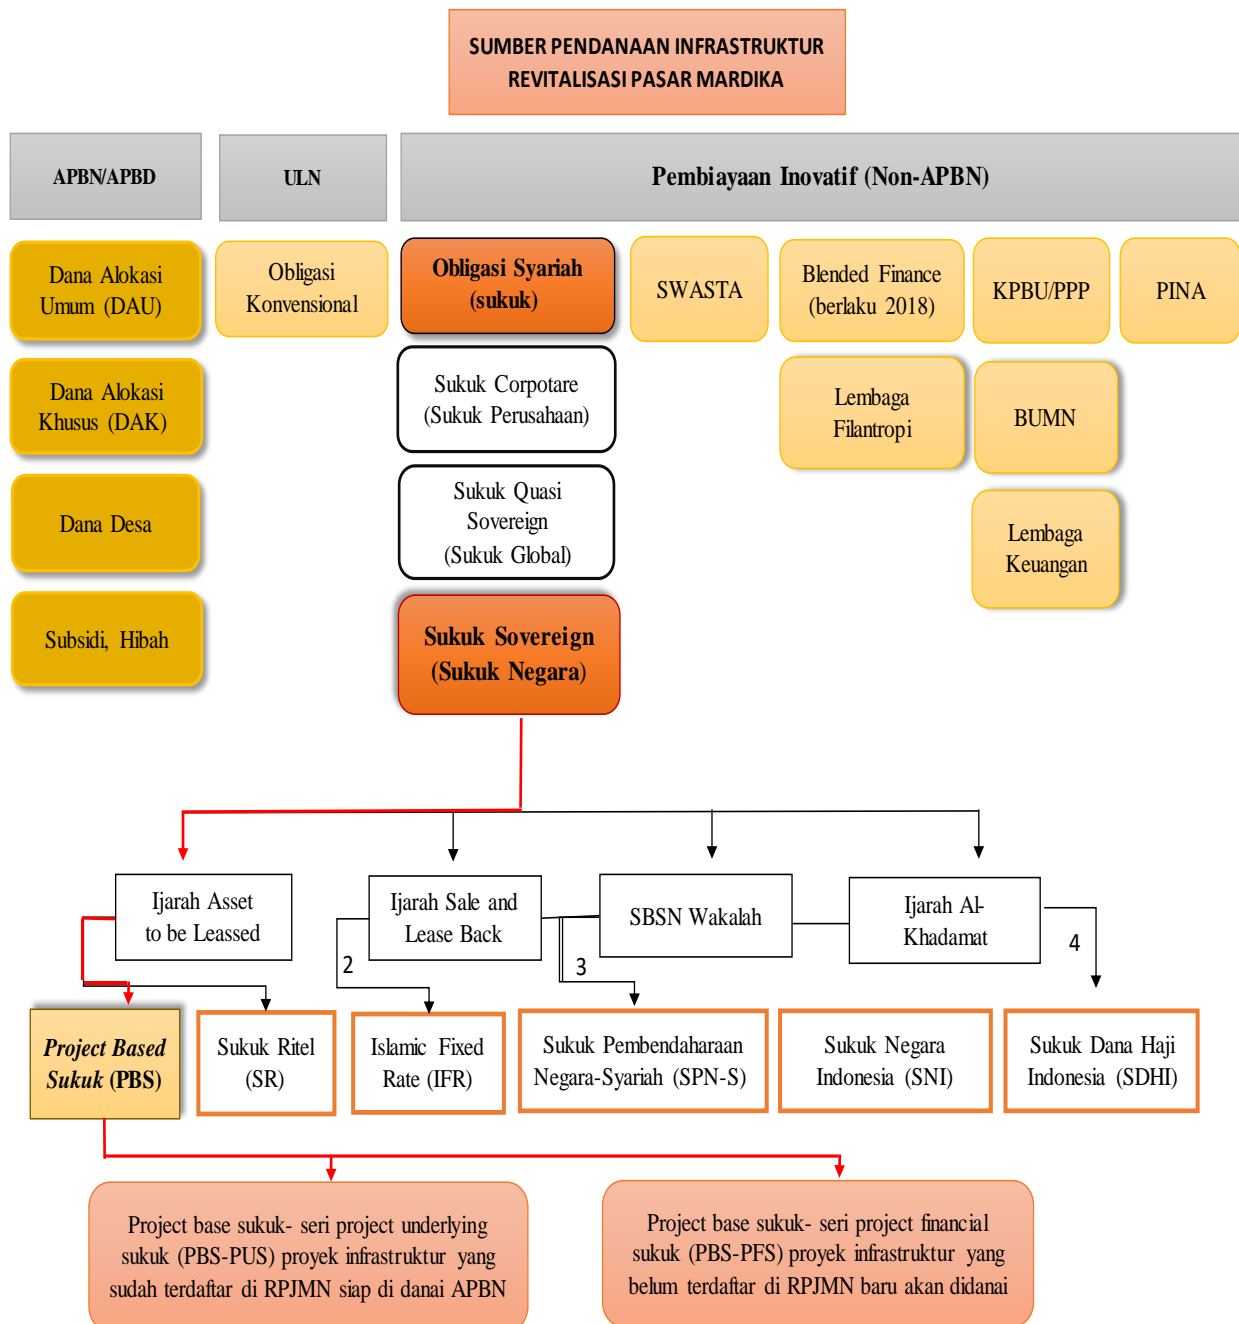 SUMBER PENDANAAN INFRASTRUKTUR
REVITALISASI PASAR MARDIKA
APBN/APBD
ULN
Pembiayaan Inovatif (Non-APBN)
Dana Alokasi
Umum (DAU)
Obligasi
Konvensional
Obligasi Syariah
(sukuk)
SWASTA
Blended Finance
(berlaku 2018)
KPBU/PPP
PINA
Dana Alokasi
Khusus (DAK)
Sukuk Corpotare
(Sukuk Perusahaan)
Lembaga
Filantropi
BUMN
Dana Desa
Sukuk Quasi
Sovereign
(Sukuk Global)
Lembaga
Keuangan
Subsidi, Hibah
Sukuk Sovereign
(Sukuk Negara)
Ijarah Asset
to be Leassed
Ijarah Sale and
Lease Back
SBSN Wakalah
Ijarah Al-
Khadamat
2
3
4
Project Based
Sukuk (PBS)
Sukuk Ritel
(SR)
Islamic Fixed
Rate (IFR)
Sukuk Pembendaharaan
Negara-Syariah (SPN-S)
Sukuk Negara
Indonesia (SNI)
Sukuk Dana Haji
Indonesia (SDHI)
Project base sukuk- seri project underlying
sukuk (PBS-PUS) proyek infrastruktur yang
sudah terdaftar di RPJMN siap di danai APBN
Project base sukuk- seri project financial
sukuk (PBS-PFS) proyek infrastruktur yang
belum terdaftar di RPJMN baru akan didanai